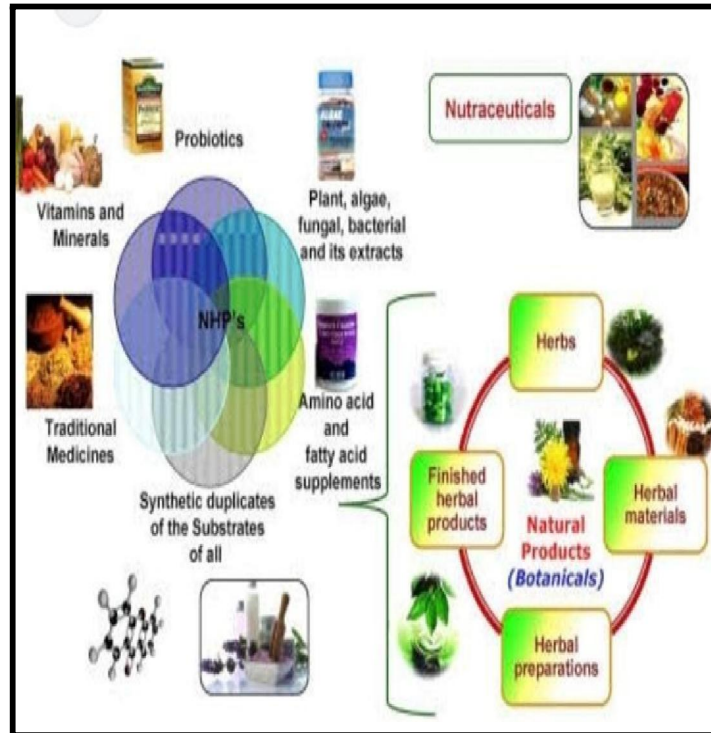 Probiotics
Nutraceuticals
Vitamins and
Minerals
Plant, algae,
fungal, bacterial
and its extracts
NHP's
Traditional
Medicines
Amino acid
and
fatty acid
supplements
Synthetic duplicates
of the Substrates
of all
Herbs
Finished
herbal
products
Herbal
materials
Natural
Products
(Botanicals)
Herbal
preparations